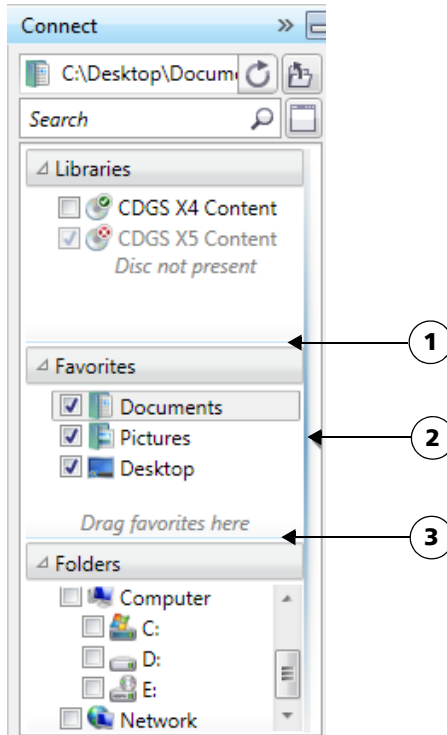 Connect
C:\Desktop\Docum
Search
Libraries
CDGS X4 Content
CDGS X5 Content
Disc not present
1
Favorites
Documents
2
Pictures
Desktop
Drag favorites here
3
Folders
Computer
C:
D:
E:
Network